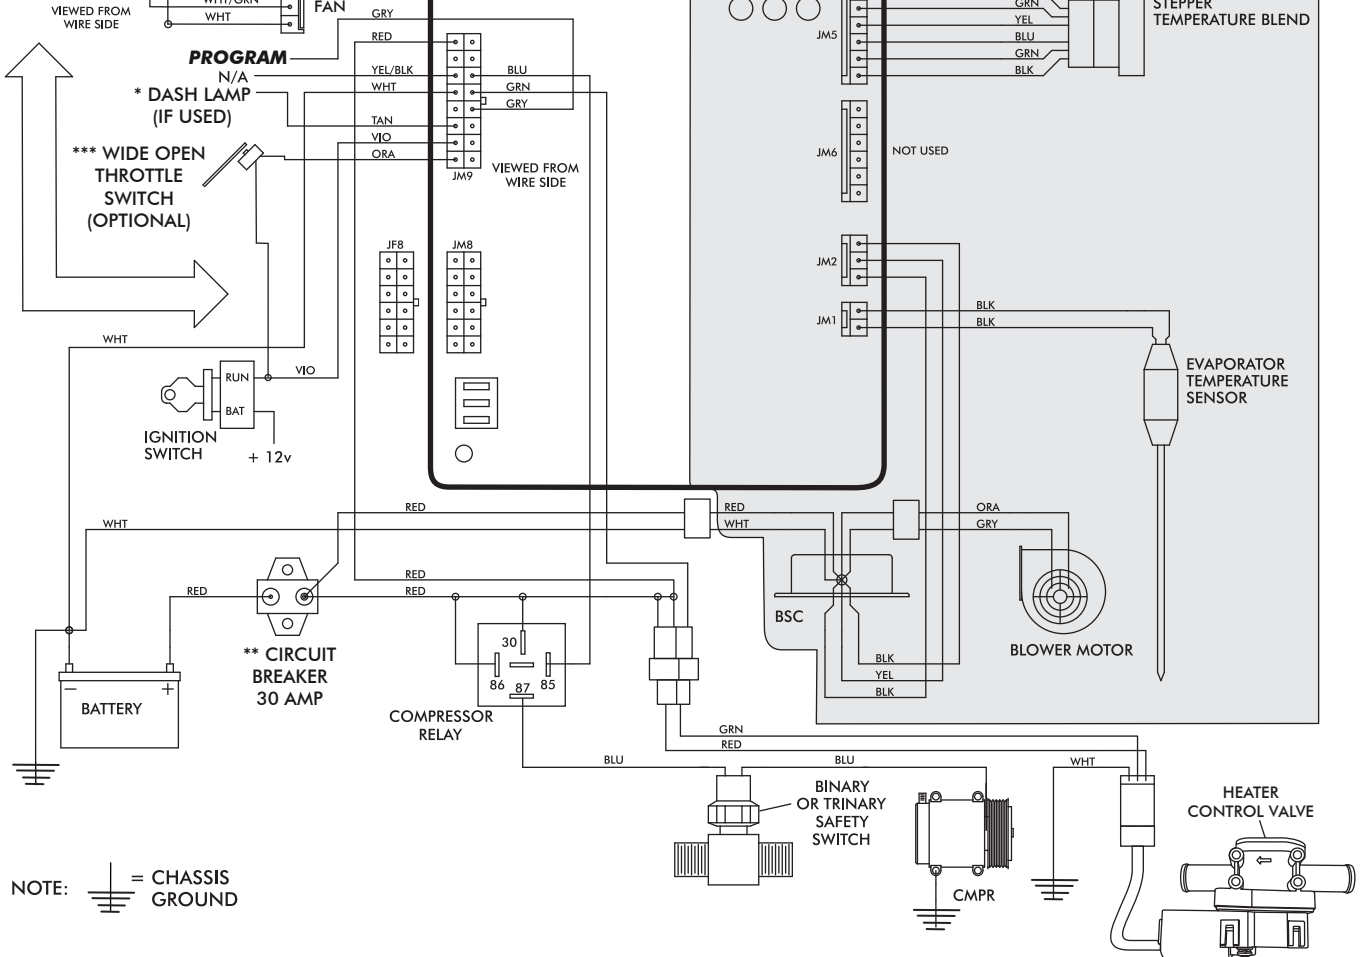 VIEWED FROM
WIRE SIDE
WHT/GRN
WHT
FAN
GRY
RED
PROGRAM
N/A
YEL/BLK
* DASH LAMP
(IF USED)
WHT
TAN
VIO
ORA
*** WIDE OPEN
THROTTLE
SWITCH
(OPTIONAL)
BLU
GRN
GRY
JM9
VIEWED FROM
WIRE SIDE
JF8
JM8
JM5
GRN
YEL
BLU
GRN
BLK
STEPPER
TEMPERATURE BLEND
JM6
NOT USED
JM2
JM1
BLK
BLK
EVAPORATOR
TEMPERATURE
SENSOR
WHT
RUN
VIO
BAT
IGNITION
SWITCH
+ 12v
RED
WHT
RED
WHT
ORA
GRY
RED
RED
RED
** CIRCUIT
BREAKER
30 AMP
BSC
BLOWER MOTOR
30
86
87
85
COMPRESSOR
RELAY
BLK
YEL
BLK
−
+
BATTERY
GRN
RED
BLU
BLU
WHT
BINARY
OR TRINARY
SAFETY
SWITCH
CMPR
HEATER
CONTROL VALVE
NOTE:
= CHASSIS
GROUND